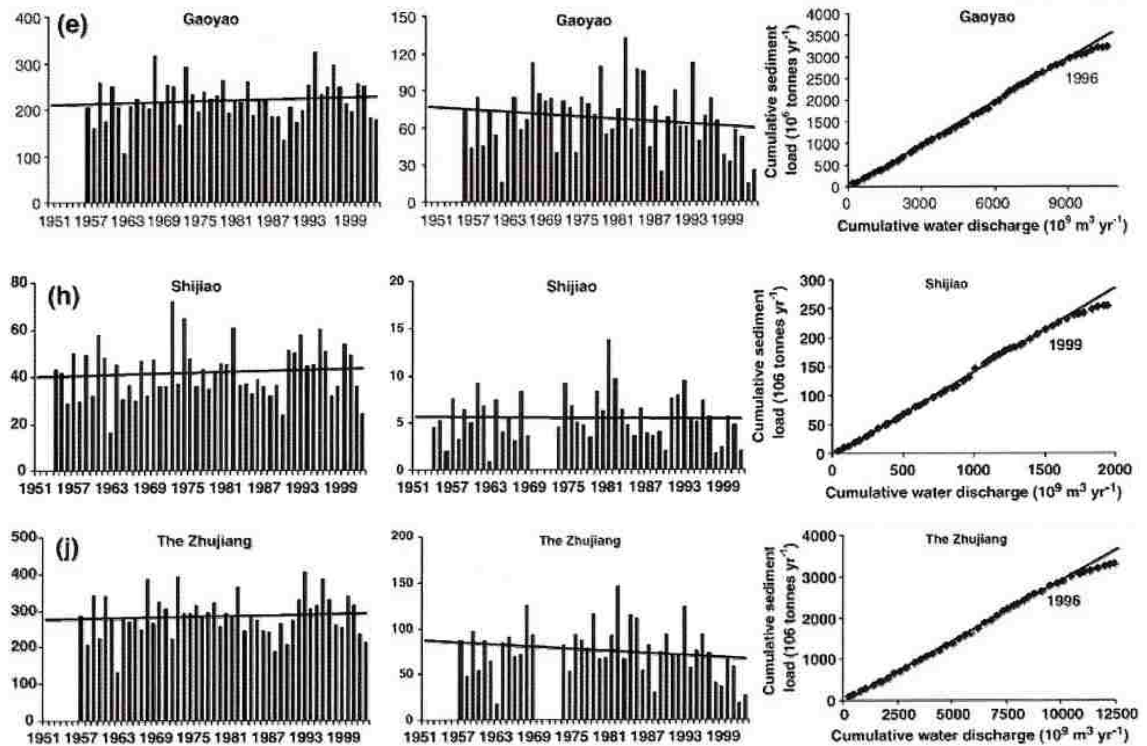 (e)
Gaoyao
400
300
200
100
0
1951 1957 1963 1969 1975 1981 1987 1993 1999
Gaoyao
150
120
90
60
30
0
1951 1957 1963 1969 1975 1981 1987 1993 1999
Gaoyao
Cumulative sediment
load (10⁶ tonnes yr⁻¹)
4000
3500
3000
2500
2000
1500
1000
500
0
1996
0 3000 6000 9000
Cumulative water discharge (10⁹ m³ yr⁻¹)
(h)
Shijiao
80
60
40
20
0
1951 1957 1963 1969 1975 1981 1987 1993 1999
Shijiao
20
15
10
5
0
1951 1957 1963 1969 1975 1981 1987 1993 1999
Shijiao
Cumulative sediment
load (106 tonnes yr⁻¹)
300
250
200
150
100
50
0
1999
0 500 1000 1500 2000
Cumulative water discharge (10⁹ m³ yr⁻¹)
(j)
The Zhujiang
500
400
300
200
100
0
1951 1957 1963 1969 1975 1981 1987 1993 1999
The Zhujiang
200
150
100
50
0
1951 1957 1963 1969 1975 1981 1987 1993 1999
The Zhujiang
Cumulative sediment
load (106 tonnes yr⁻¹)
4000
3000
2000
1000
0
1996
0 2500 5000 7500 10000 12500
Cumulative water discharge (10⁹ m³ yr⁻¹)